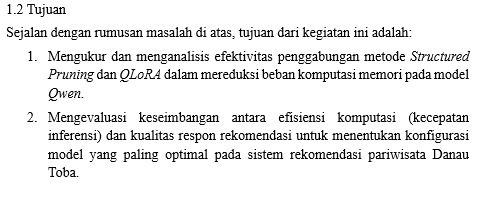 1.2 Tujuan
Sejalan dengan rumusan masalah di atas, tujuan dari kegiatan ini adalah:
1. Mengukur dan menganalisis efektivitas penggabungan metode Structured
Pruning dan QLoRA dalam mereduksi beban komputasi memori pada model
Qwen.
2. Mengevaluasi keseimbangan antara efisiensi komputasi (kecepatan
inferensi) dan kualitas respon rekomendasi untuk menentukan konfigurasi
model yang paling optimal pada sistem rekomendasi pariwisata Danau
Toba.